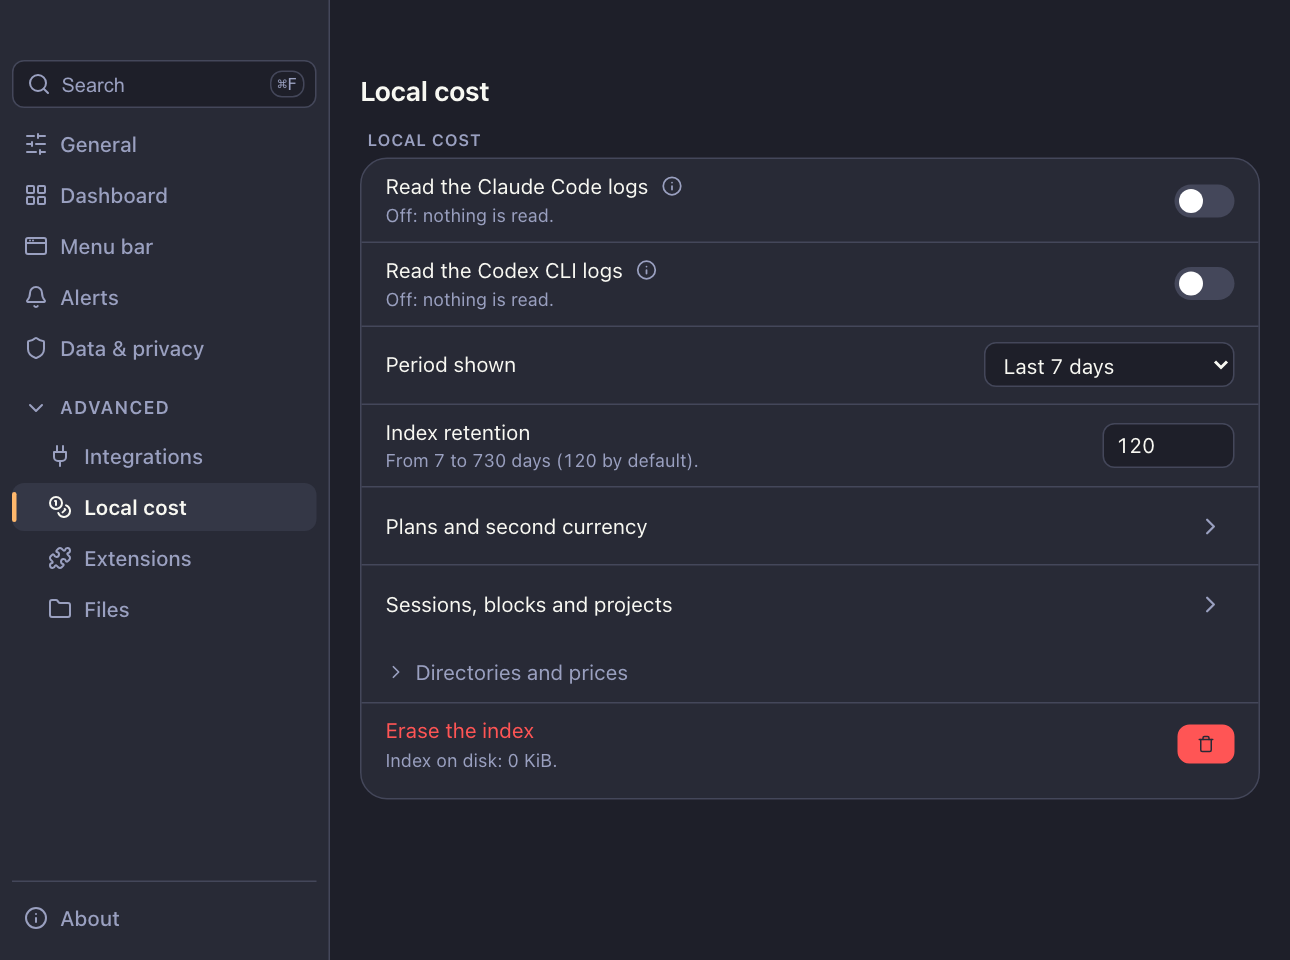 Search ⌘F
General
Dashboard
Menu bar
Alerts
Data & privacy
ADVANCED
Integrations
Local cost
Extensions
Files
About
Local cost
LOCAL COST
Read the Claude Code logs
Off: nothing is read.
Read the Codex CLI logs
Off: nothing is read.
Period shown
Last 7 days
Index retention
From 7 to 730 days (120 by default).
120
Plans and second currency
Sessions, blocks and projects
Directories and prices
Erase the index
Index on disk: 0 KiB.